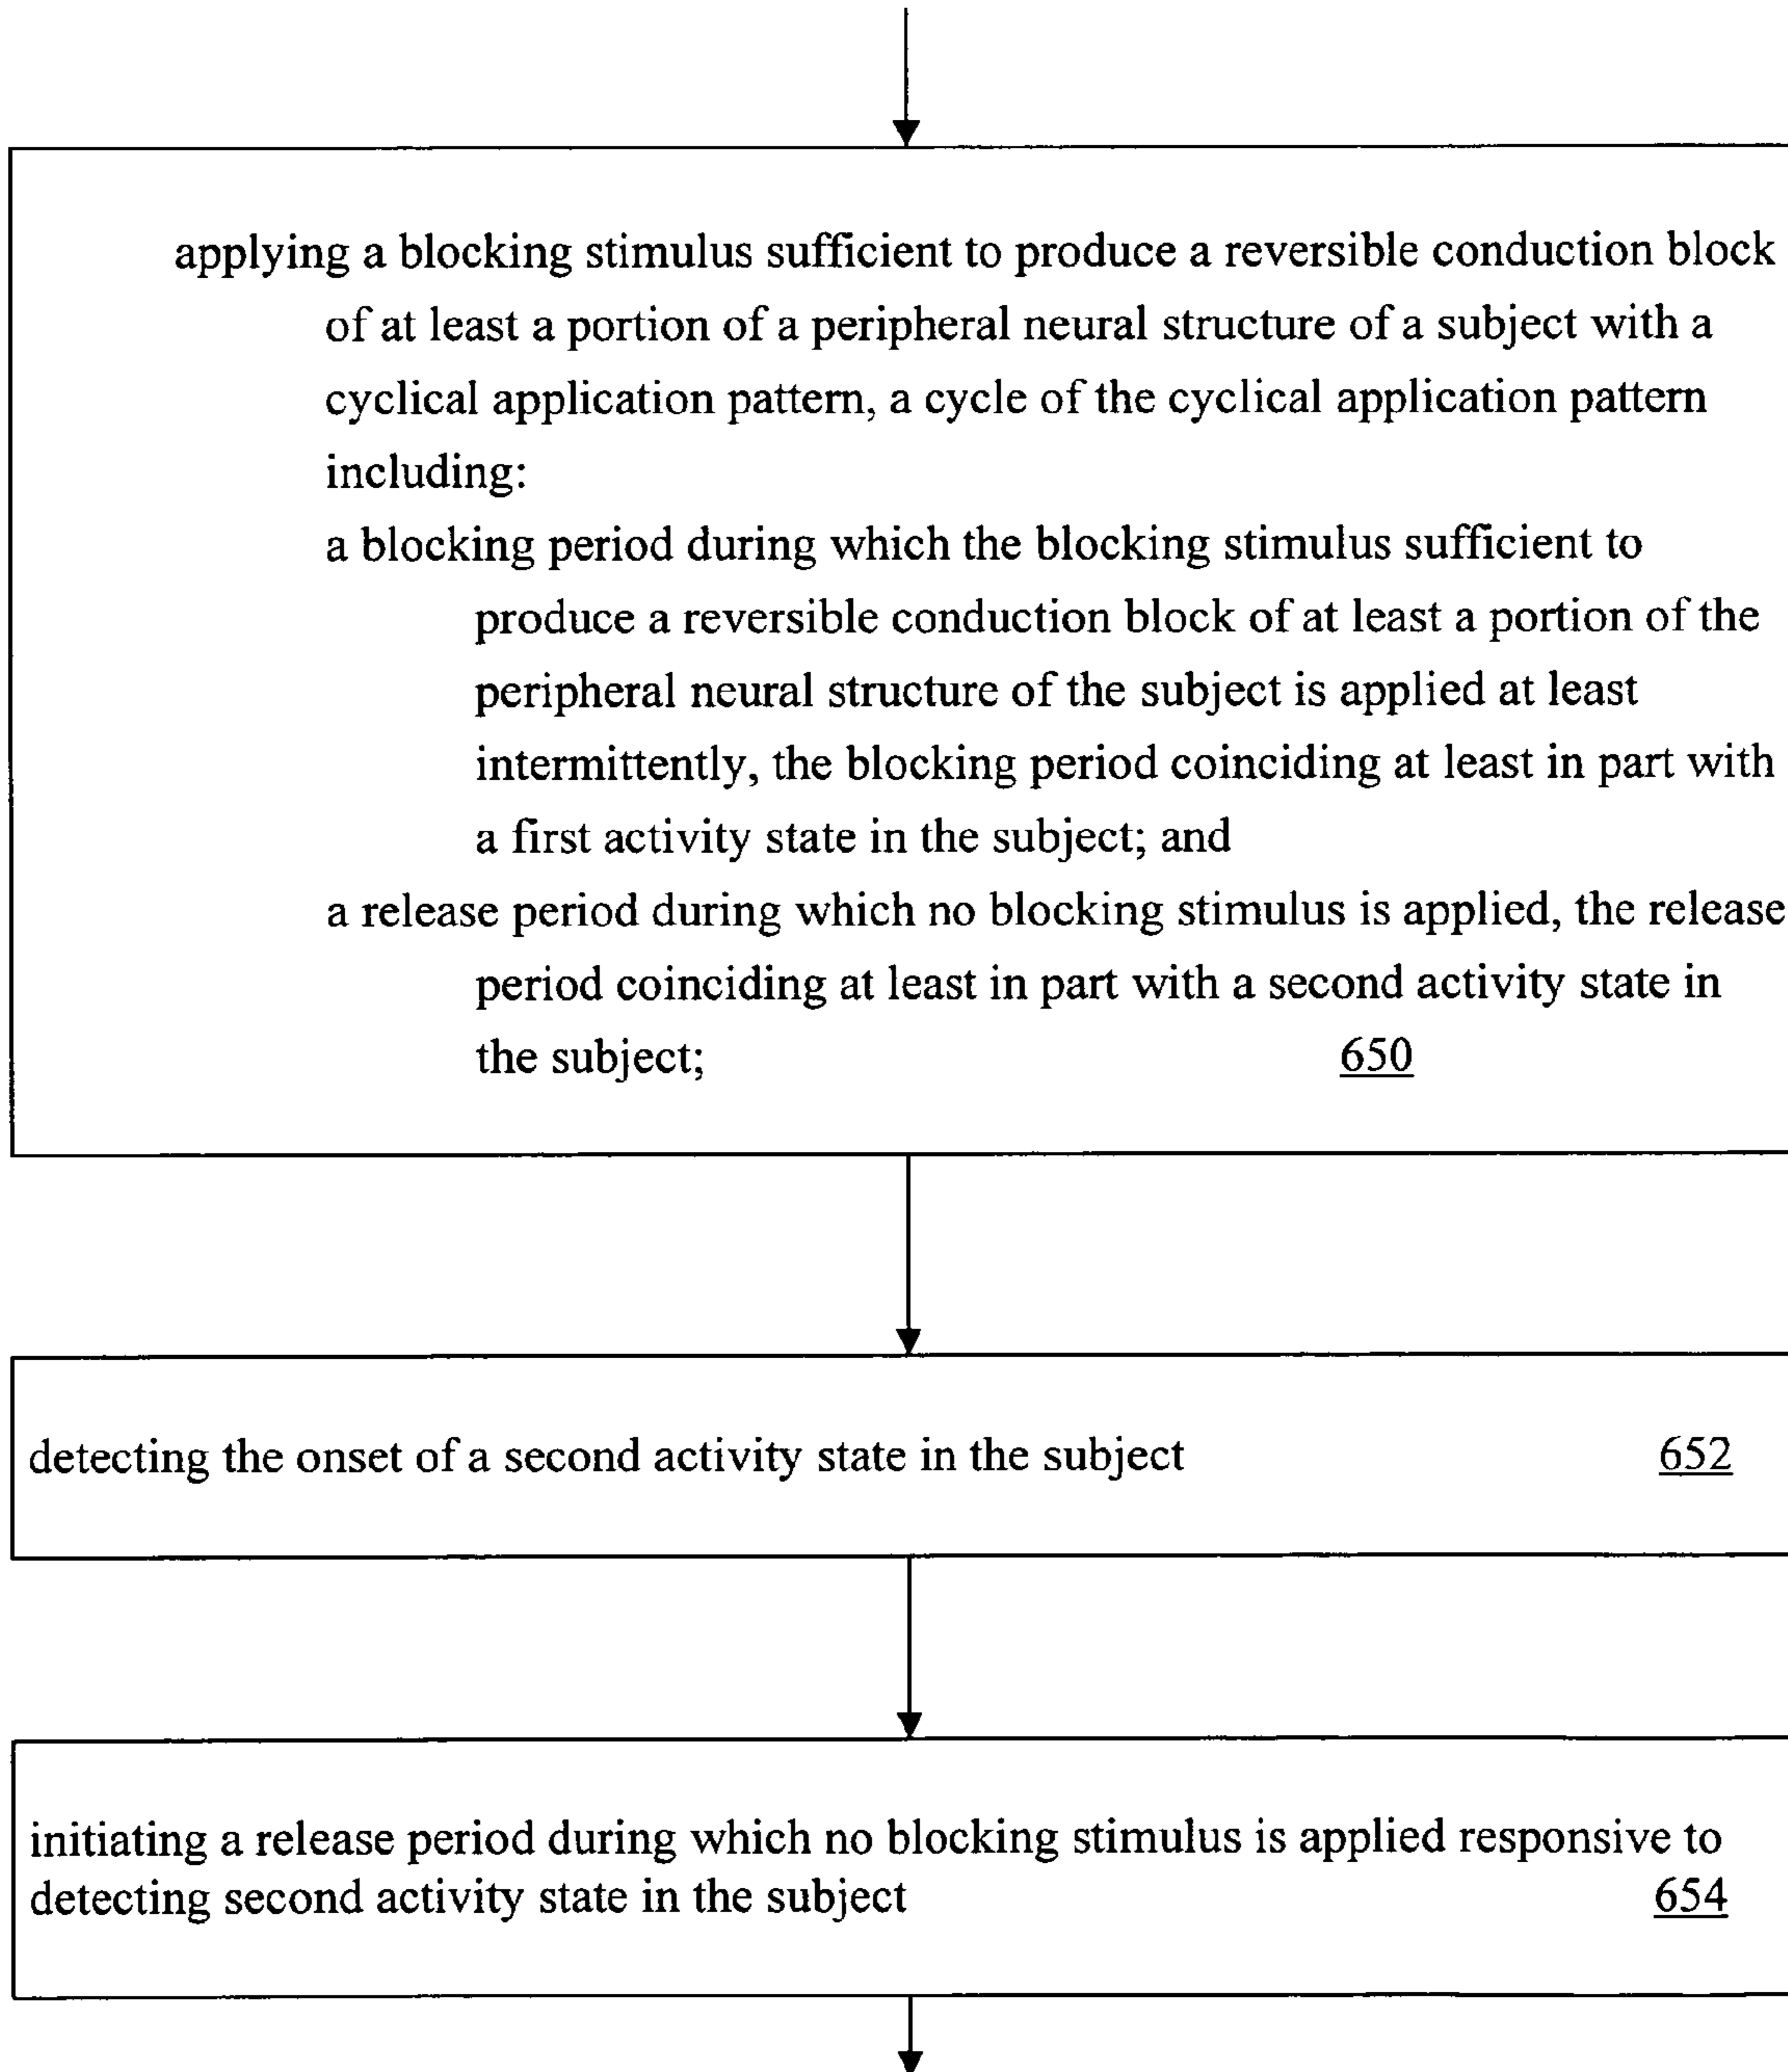 applying a blocking stimulus sufficient to produce a reversible conduction block
of at least a portion of a peripheral neural structure of a subject with a
cyclical application pattern, a cycle of the cyclical application pattern
including:
a blocking period during which the blocking stimulus sufficient to
produce a reversible conduction block of at least a portion of the
peripheral neural structure of the subject is applied at least
intermittently, the blocking period coinciding at least in part with
a first activity state in the subject; and
a release period during which no blocking stimulus is applied, the release
period coinciding at least in part with a second activity state in
the subject; 650
detecting the onset of a second activity state in the subject 652
initiating a release period during which no blocking stimulus is applied responsive to
detecting second activity state in the subject 654